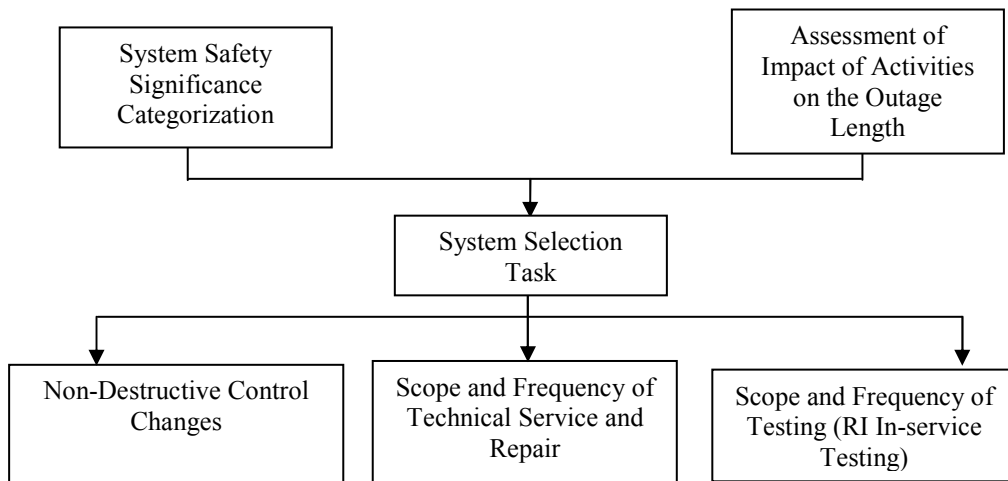 System Safety
Significance
Categorization
Assessment of
Impact of Activities
on the Outage
Length
System Selection
Task
Non-Destructive Control
Changes
Scope and Frequency of
Technical Service and
Repair
Scope and Frequency of
Testing (RI In-service
Testing)